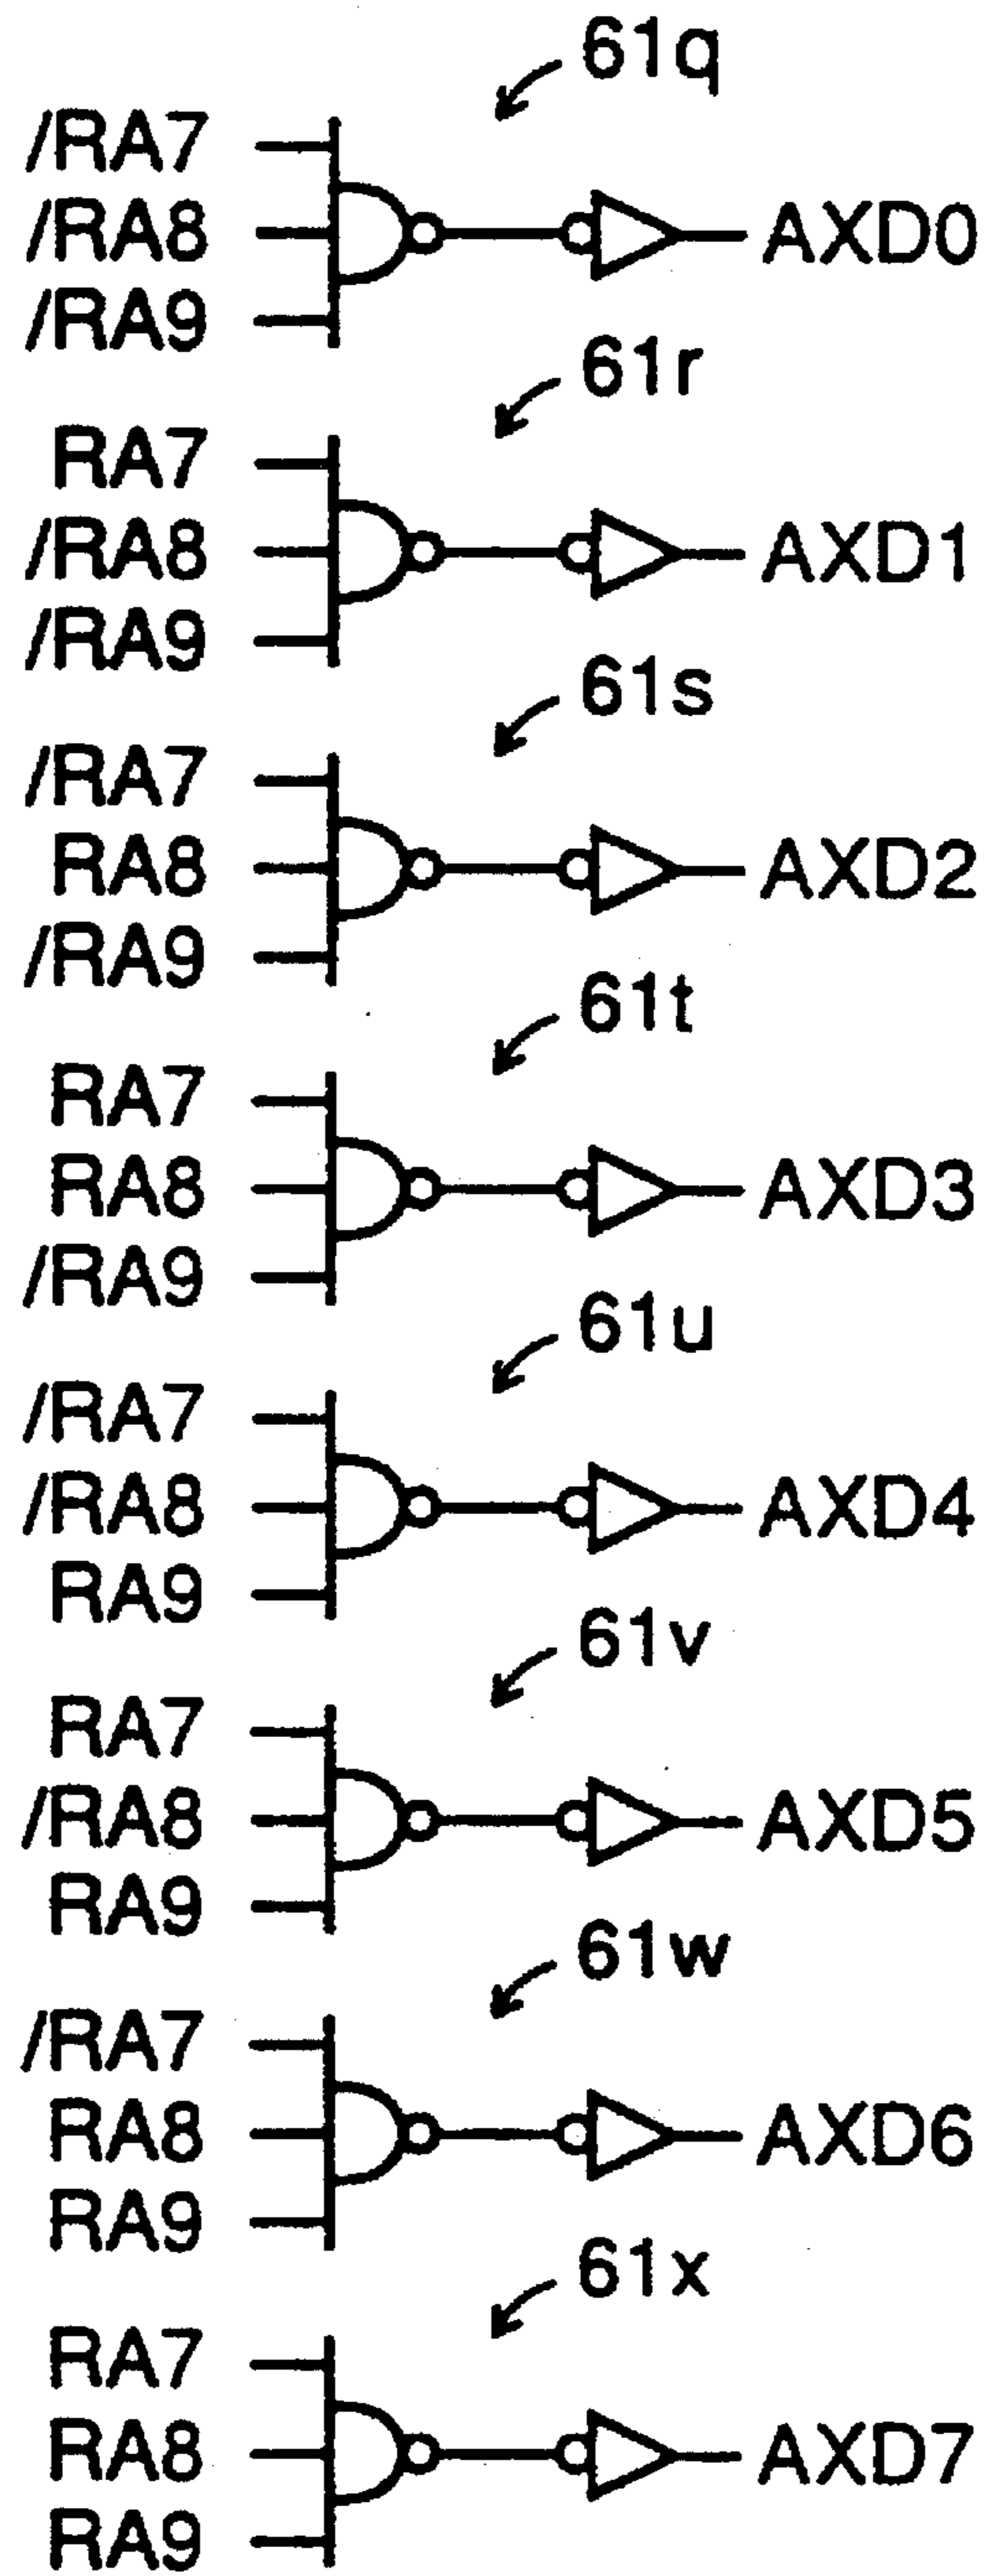 61q
/RA7
/RA8
/RA9
AXD0
61r
RA7
/RA8
/RA9
AXD1
61s
/RA7
RA8
/RA9
AXD2
61t
RA7
RA8
/RA9
AXD3
61u
/RA7
/RA8
RA9
AXD4
61v
RA7
/RA8
RA9
AXD5
61w
/RA7
RA8
RA9
AXD6
61x
RA7
RA8
RA9
AXD7